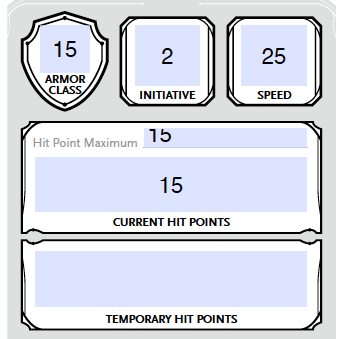 15
ARMOR
CLASS
2
INITIATIVE
25
SPEED
Hit Point Maximum 15
15
CURRENT HIT POINTS
TEMPORARY HIT POINTS